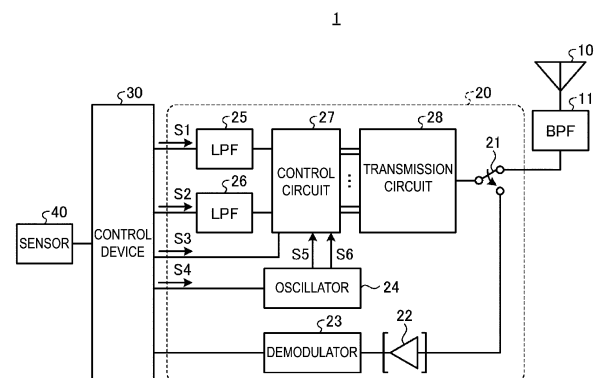 1
10
30
20
25
27
28
11
S1
LPF
BPF
21
26
CONTROL
CIRCUIT
TRANSMISSION
CIRCUIT
S2
LPF
40
SENSOR
CONTROL
DEVICE
S3
S5
S6
S4
OSCILLATOR
24
23
22
DEMODULATOR